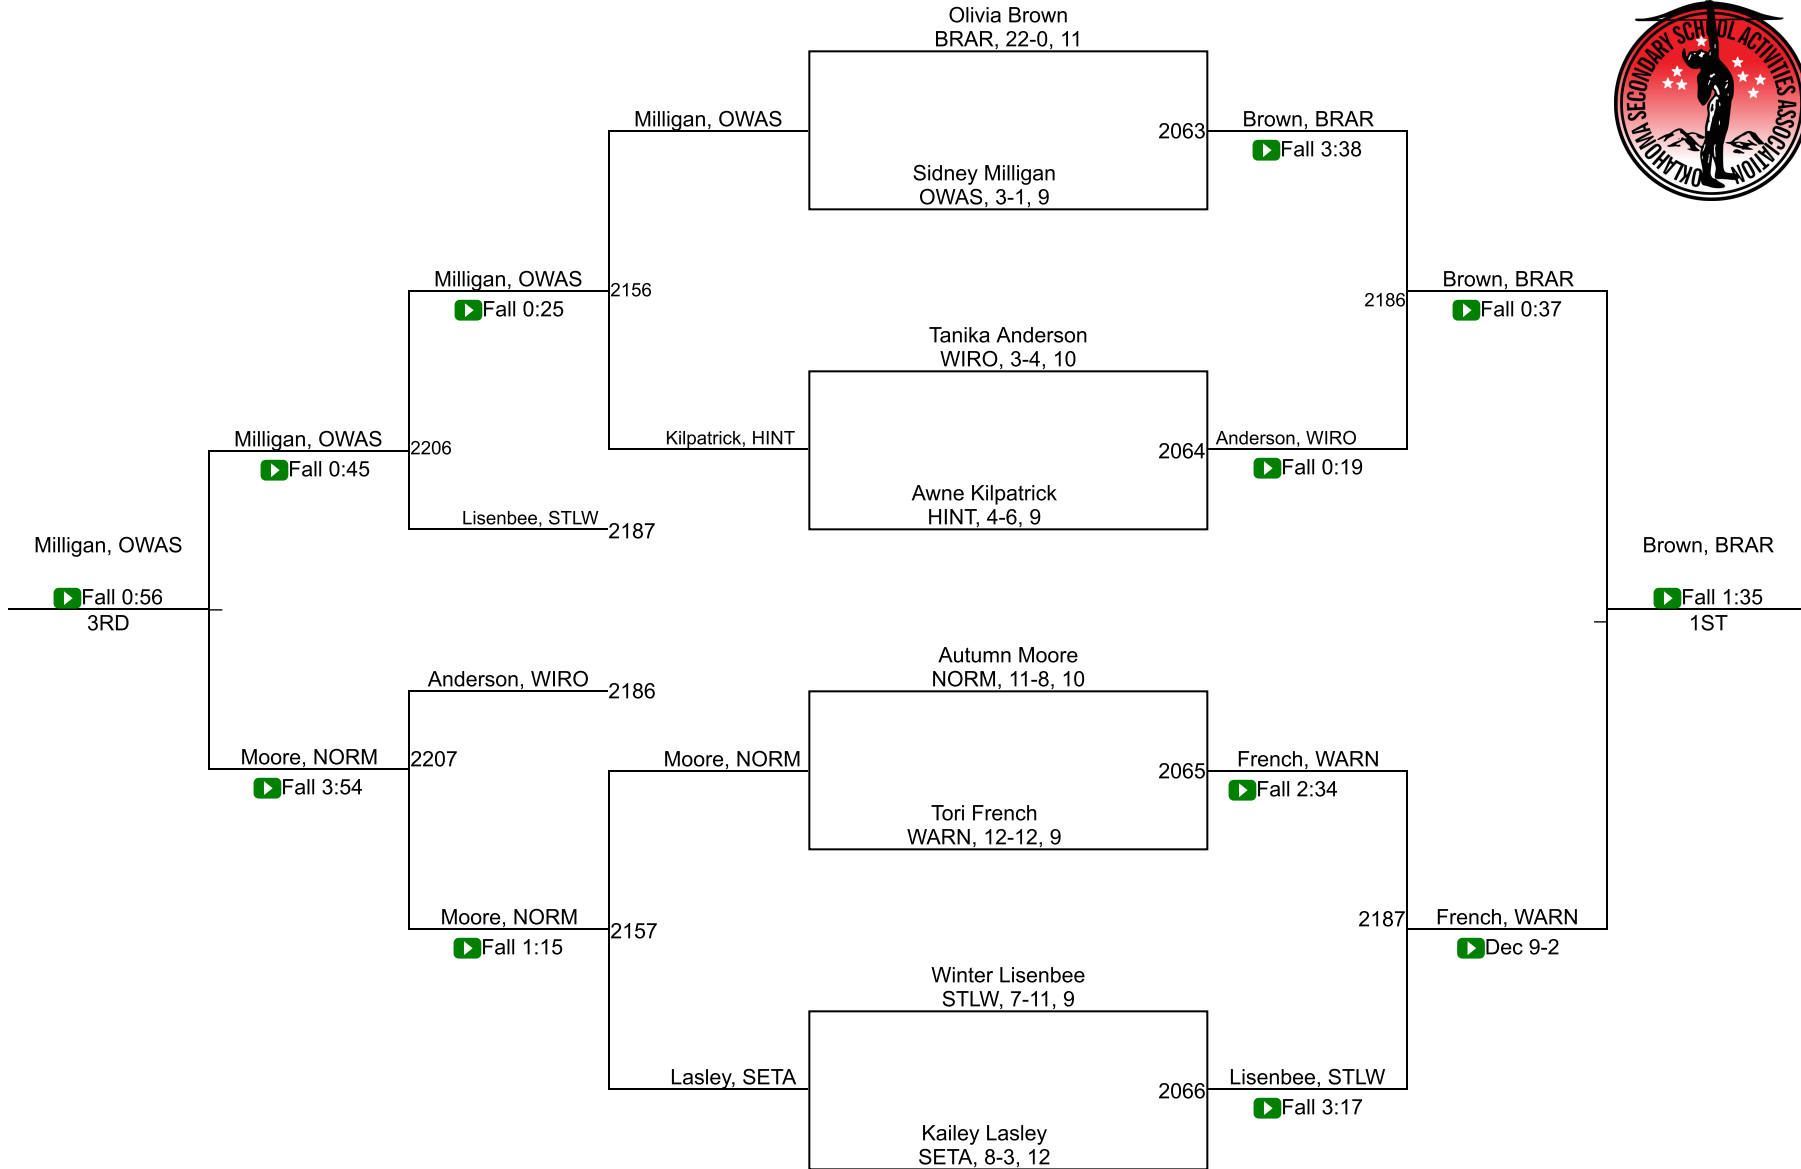 Olivia Brown
BRAR, 22-0, 11
OKLAHOMA SECONDARY SCHOOL ACTIVITIES ASSOCIATION
Milligan, OWAS
2063
Brown, BRAR
Fall 3:38
Sidney Milligan
OWAS, 3-1, 9
Milligan, OWAS
Fall 0:25
2156
2186
Brown, BRAR
Fall 0:37
Tanika Anderson
WIRO, 3-4, 10
Milligan, OWAS
Fall 0:45
2206
Kilpatrick, HINT
2064
Anderson, WIRO
Fall 0:19
Awne Kilpatrick
HINT, 4-6, 9
Lisenbee, STLW
2187
Milligan, OWAS
Fall 0:56
3RD
Brown, BRAR
Fall 1:35
1ST
Autumn Moore
NORM, 11-8, 10
Anderson, WIRO
2186
Moore, NORM
Fall 3:54
2207
Moore, NORM
2065
French, WARN
Fall 2:34
Tori French
WARN, 12-12, 9
Moore, NORM
Fall 1:15
2157
2187
French, WARN
Dec 9-2
Winter Lisenbee
STLW, 7-11, 9
Lasley, SETA
2066
Lisenbee, STLW
Fall 3:17
Kailey Lasley
SETA, 8-3, 12